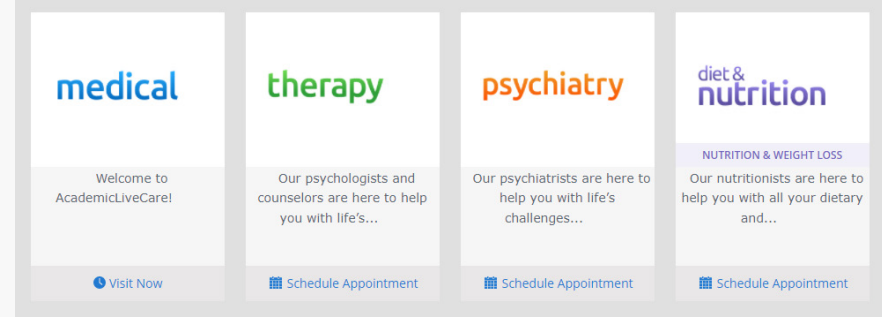 medical
Welcome to
AcademicLiveCare!
Visit Now
therapy
Our psychologists and
counselors are here to help
you with life's...
Schedule Appointment
psychiatry
Our psychiatrists are here to
help you with life's
challenges...
Schedule Appointment
diet &
nutrition
NUTRITION & WEIGHT LOSS
Our nutritionists are here to
help you with all your dietary
and...
Schedule Appointment